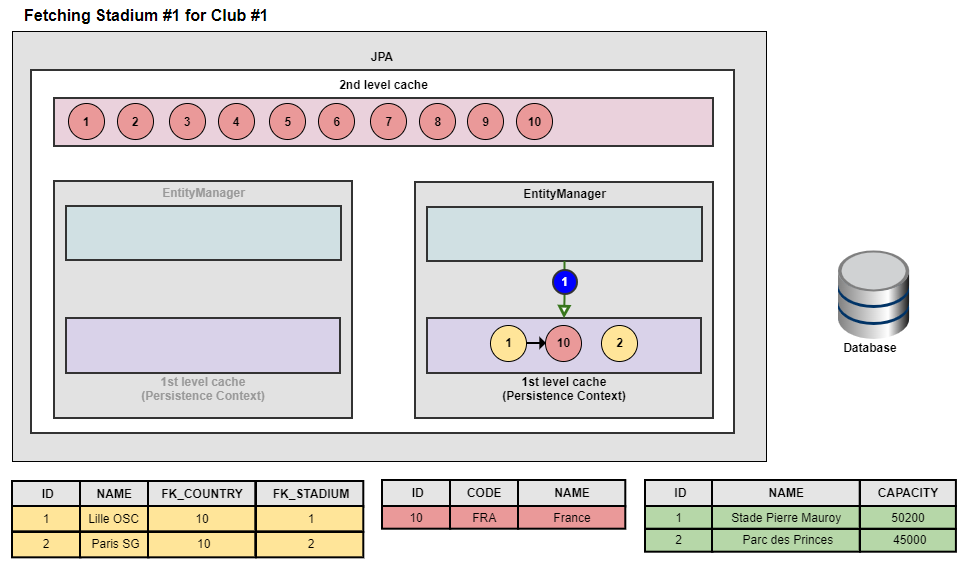 Fetching Stadium #1 for Club #1
JPA
2nd level cache
1 2 3 4 5 6 7 8 9 10
EntityManager
1st level cache
(Persistence Context)
EntityManager
1
1 10 2
1st level cache
(Persistence Context)
Database
ID NAME FK_COUNTRY FK_STADIUM
1 Lille OSC 10 1
2 Paris SG 10 2
ID CODE NAME
10 FRA France
ID NAME CAPACITY
1 Stade Pierre Mauroy 50200
2 Parc des Princes 45000